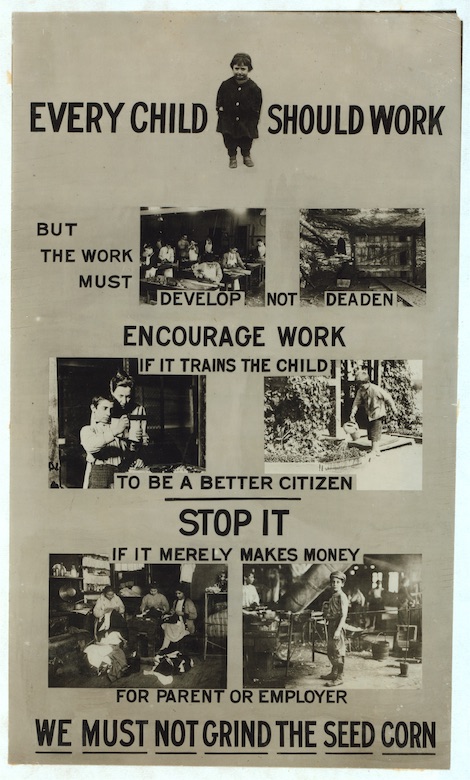 EVERY CHILD SHOULD WORK
BUT
THE WORK
MUST
DEVELOP NOT DEADEN
ENCOURAGE WORK
IF IT TRAINS THE CHILD
TO BE A BETTER CITIZEN
STOP IT
IF IT MERELY MAKES MONEY
FOR PARENT OR EMPLOYER
WE MUST NOT GRIND THE SEED CORN